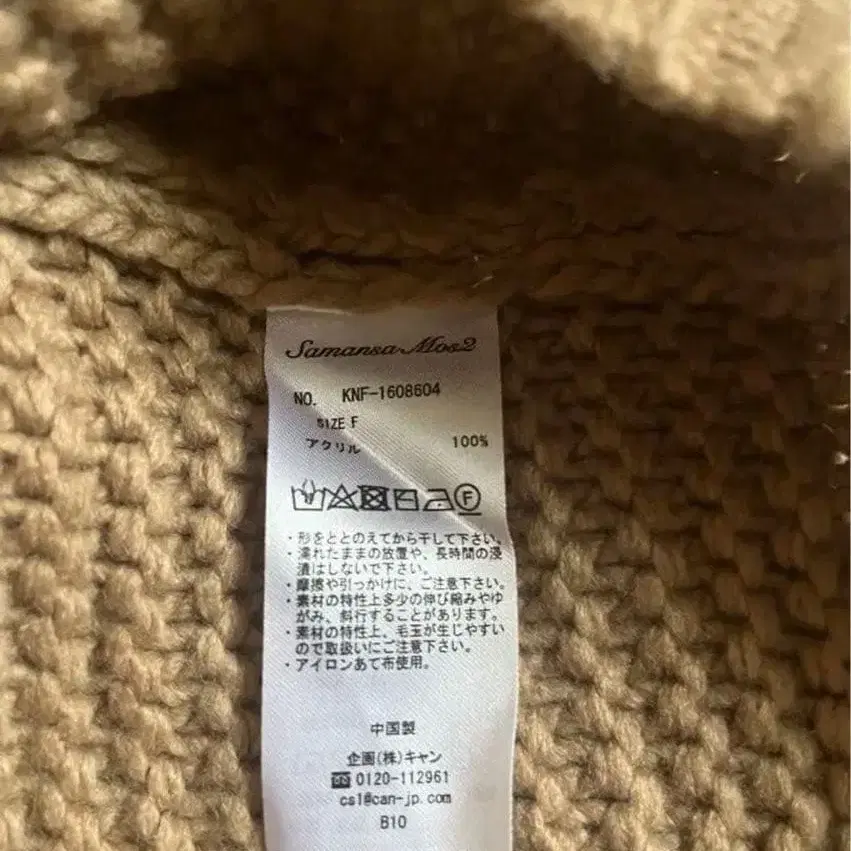 Samansa Mos2
NO. KNF-1608604
SIZE F
アクリル 100%
F
・形をととのえてから干して下さい。
・濡れたままの放置や、長時間の浸
漬はしないで下さい。
・摩擦や引っかけに、ご注意下さい。
・素材の特性上多少の伸び縮みやゆ
がみ、斜行することがあります。
・素材の特性上、毛玉が生じやすい
ので取扱いにご注意下さい。
・アイロンあて布使用。
中国製
企画(株)キャン
☎0120-112961
cs1@can-jp.com
B10